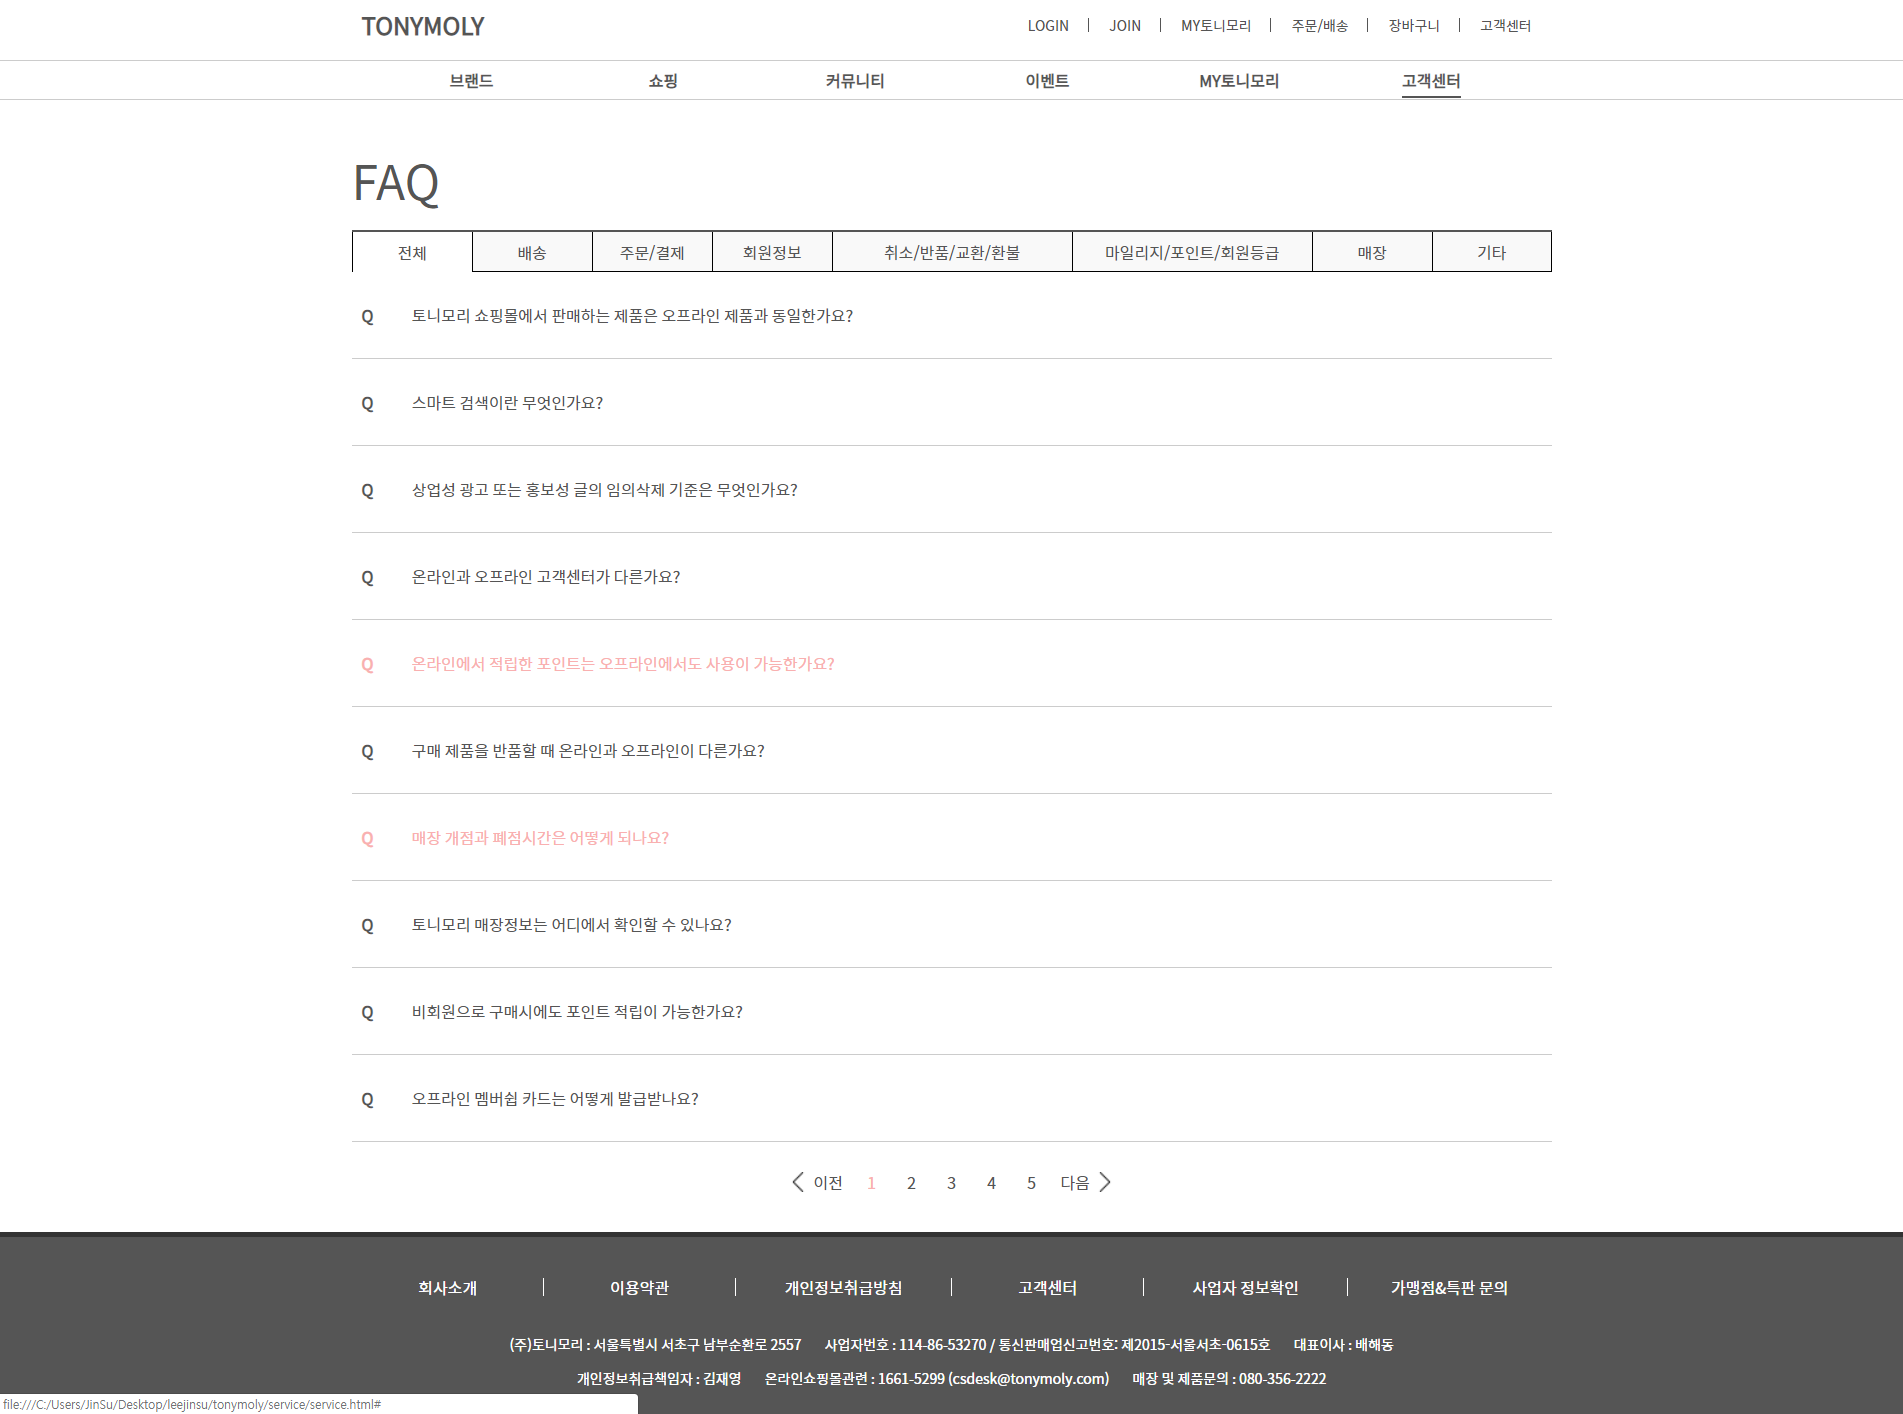 TONYMOLY
LOGIN JOIN MY토니모리 주문/배송 장바구니 고객센터
브랜드 쇼핑 커뮤니티 이벤트 MY토니모리 고객센터
FAQ
전체 배송 주문/결제 회원정보 취소/반품/교환/환불 마일리지/포인트/회원등급 매장 기타
Q 토니모리 쇼핑몰에서 판매하는 제품은 오프라인 제품과 동일한가요?
Q 스마트 검색이란 무엇인가요?
Q 상업성 광고 또는 홍보성 글의 임의삭제 기준은 무엇인가요?
Q 온라인과 오프라인 고객센터가 다른가요?
Q 온라인에서 적립한 포인트는 오프라인에서도 사용이 가능한가요?
Q 구매 제품을 반품할 때 온라인과 오프라인이 다른가요?
Q 매장 개점과 폐점시간은 어떻게 되나요?
Q 토니모리 매장정보는 어디에서 확인할 수 있나요?
Q 비회원으로 구매시에도 포인트 적립이 가능한가요?
Q 오프라인 멤버쉽 카드는 어떻게 발급받나요?
이전 1 2 3 4 5 다음
회사소개 이용약관 개인정보취급방침 고객센터 사업자 정보확인 가맹점&특판 문의
(주)토니모리 : 서울특별시 서초구 남부순환로 2557 사업자번호 : 114-86-53270 / 통신판매업신고번호: 제2015-서울서초-0615호 대표이사 : 배해동
개인정보취급책임자 : 김재영 온라인쇼핑몰관련 : 1661-5299 (csdesk@tonymoly.com) 매장 및 제품문의 : 080-356-2222
file:///C:/Users/JinSu/Desktop/leejinsu/tonymoly/service/service.html#